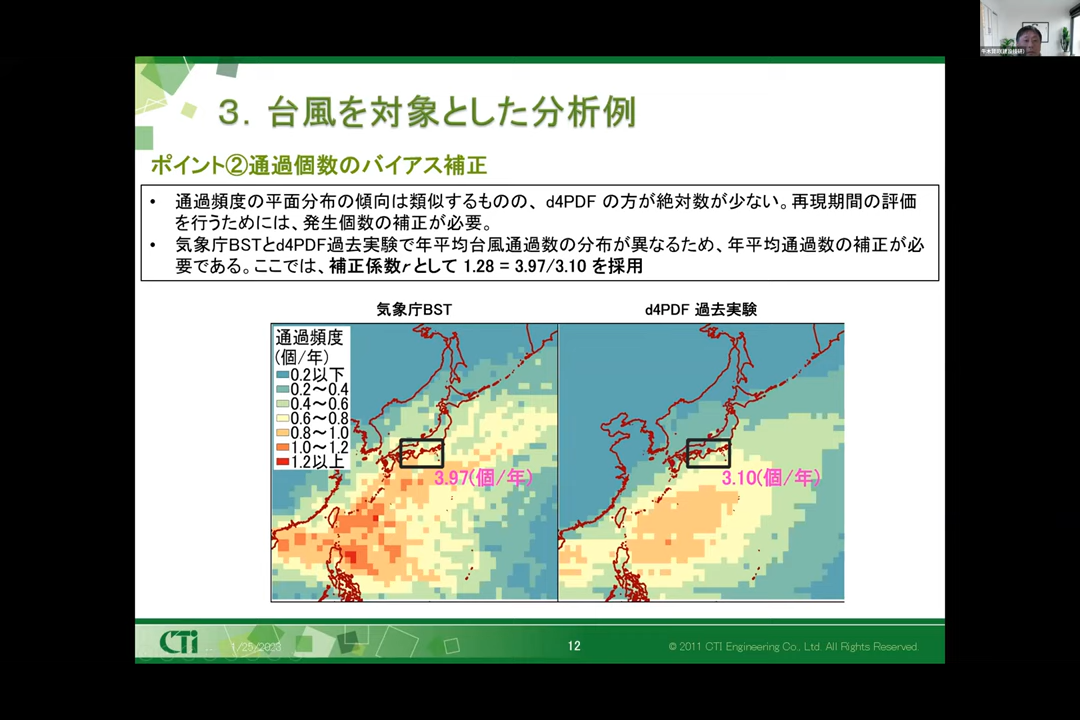 ３．台風を対象とした分析例
ポイント②通過個数のバイアス補正
• 通過頻度の平面分布の傾向は類似するものの、d4PDF の方が絶対数が少ない。再現期間の評価
を行うためには、発生個数の補正が必要。
• 気象庁BSTとd4PDF過去実験で年平均台風通過数の分布が異なるため、年平均通過数の補正が必
要である。ここでは、補正係数r として 1.28 = 3.97/3.10 を採用
気象庁BST
d4PDF 過去実験
通過頻度
(個/年)
0.2以下
0.2～0.4
0.4～0.6
0.6～0.8
0.8～1.0
1.0～1.2
1.2以上
3.97(個/年)
3.10(個/年)
CTi
1/25/2023
12
© 2011 CTI Engineering Co., Ltd. All Rights Reserved.